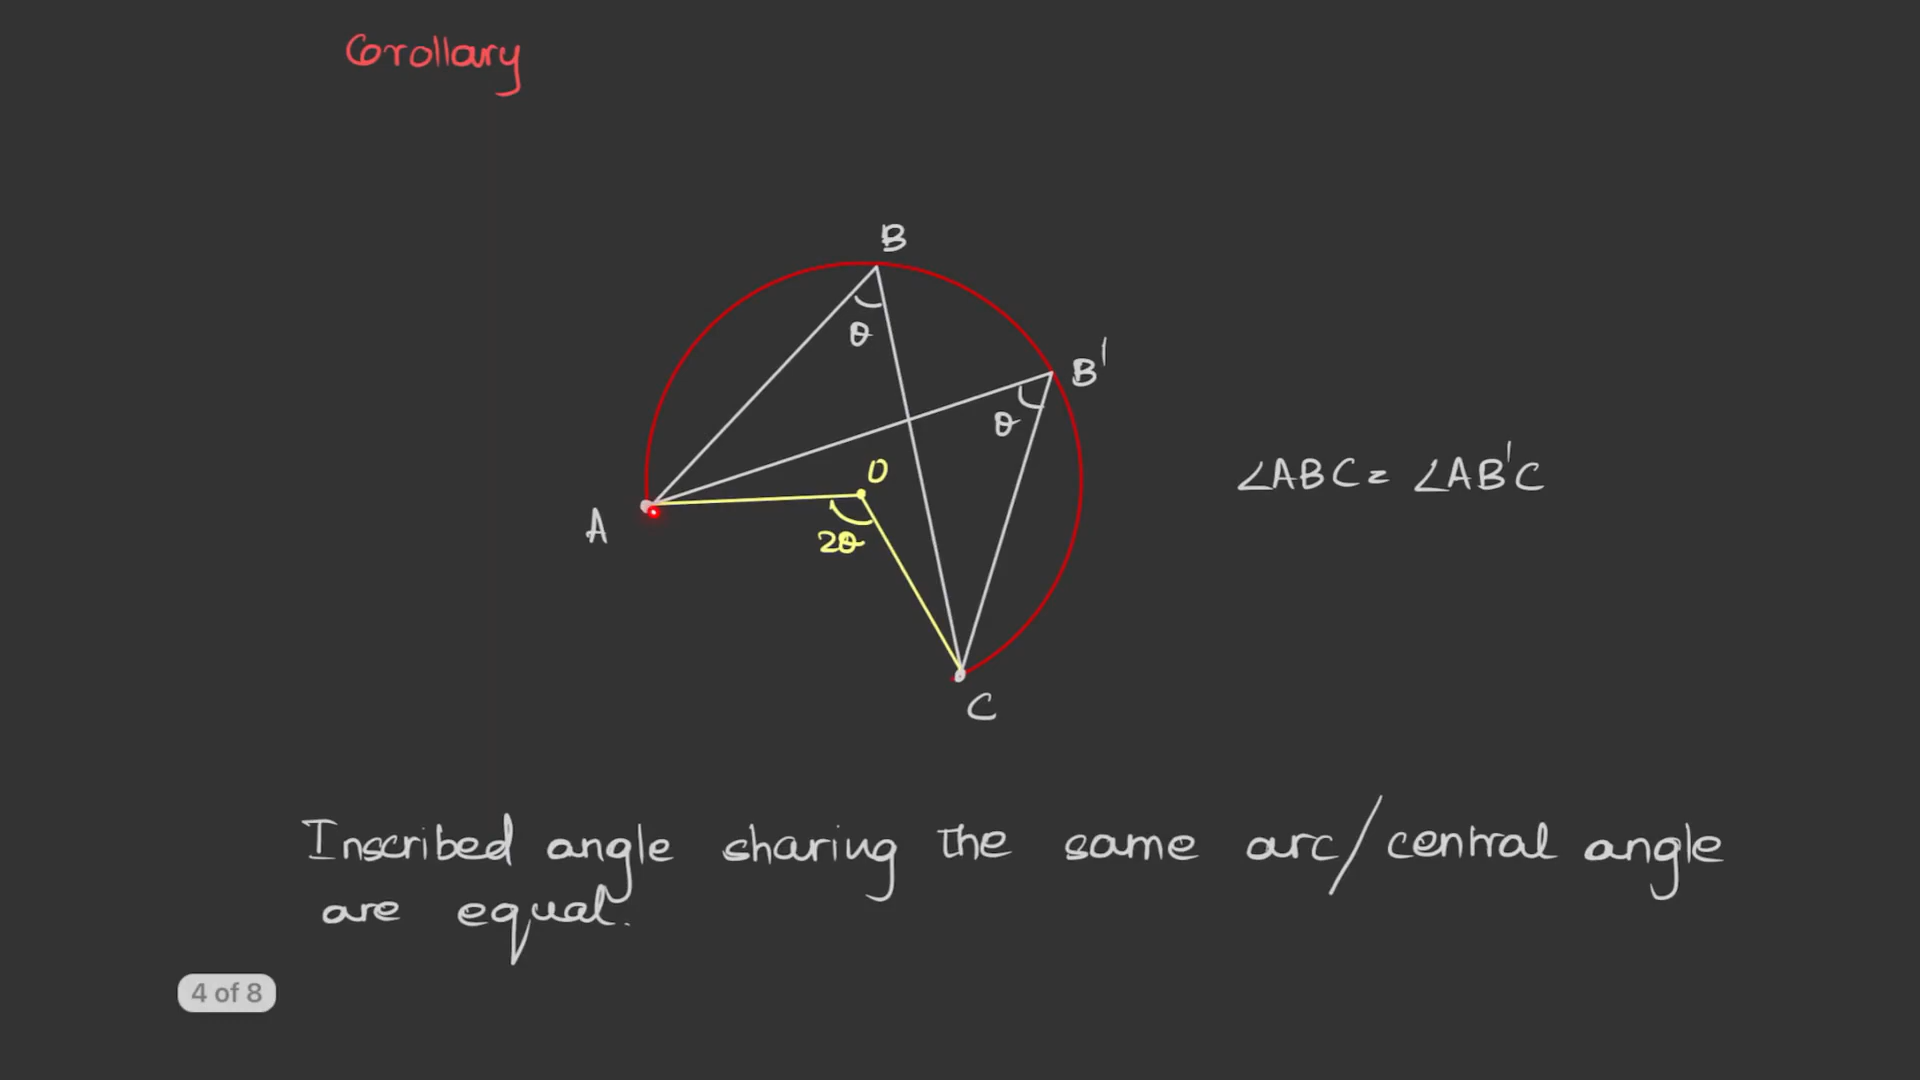 Corollary
B
θ
B'
θ
O
∠ABC = ∠AB'C
A
2θ
C
Inscribed angle sharing the same arc/central angle
are equal.
4 of 8